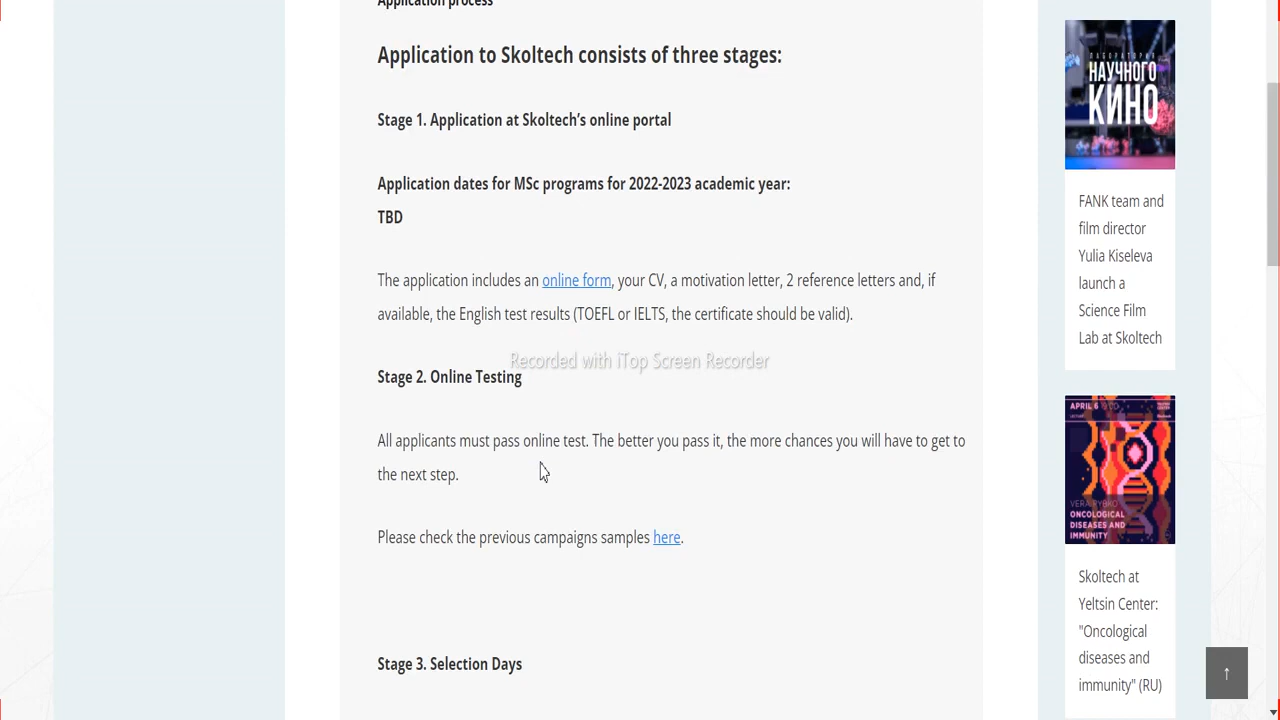 Application process
Application to Skoltech consists of three stages:
Stage 1. Application at Skoltech’s online portal
Application dates for MSc programs for 2022-2023 academic year:
TBD
The application includes an online form, your CV, a motivation letter, 2 reference letters and, if
available, the English test results (TOEFL or IELTS, the certificate should be valid).
Recorded with iTop Screen Recorder
Stage 2. Online Testing
All applicants must pass online test. The better you pass it, the more chances you will have to get to
the next step.
Please check the previous campaigns samples here.
Stage 3. Selection Days
ЛАБОРАТОРИЯ
НАУЧНОГО
КИНО
FANK team and
film director
Yulia Kiseleva
launch a
Science Film
Lab at Skoltech
APRIL 6
VERA RYBKO
ONCOLOGICAL
DISEASES AND
IMMUNITY
Skoltech at
Yeltsin Center:
"Oncological
diseases and
immunity" (RU)
↑